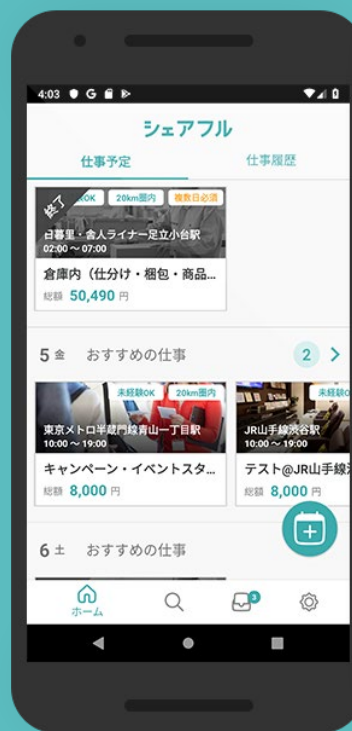 4:03
シェアフル
仕事予定
仕事履歴
終了
OK
20km圏内
複数日必須
日暮里・舎人ライナー足立小台駅
02:00 ~ 07:00
倉庫内（仕分け・梱包・商品...
総額 50,490 円
5 金 おすすめの仕事 2
未経験OK 20km圏内
東京メトロ半蔵門線青山一丁目駅
10:00 ~ 19:00
キャンペーン・イベントスタ...
総額 8,000 円
未経験O
JR山手線渋谷駅
10:00 ~ 19:00
テスト@JR山手線
総額 8,000 円
6 土 おすすめの仕事
ホーム
3